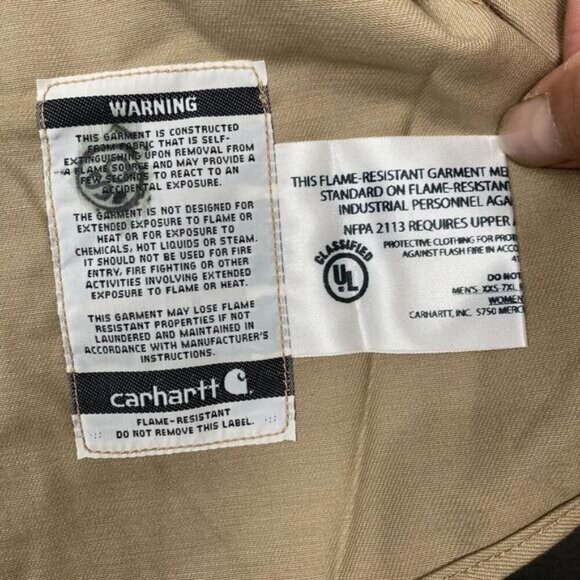 WARNING
THIS GARMENT IS CONSTRUCTED
FROM FABRIC THAT IS SELF-
EXTINGUISHING UPON REMOVAL FROM
A FLAME SOURCE AND MAY PROVIDE A
FEW SECONDS TO REACT TO AN
ACCIDENTAL EXPOSURE.
THE GARMENT IS NOT DESIGNED FOR
EXTENDED EXPOSURE TO FLAME OR
HEAT OR FOR EXPOSURE TO
CHEMICALS, HOT LIQUIDS OR STEAM.
IT SHOULD NOT BE USED FOR FIRE
ENTRY, FIRE FIGHTING OR OTHER
ACTIVITIES INVOLVING EXTENDED
EXPOSURE TO FLAME OR HEAT.
THIS GARMENT MAY LOSE FLAME
RESISTANT PROPERTIES IF NOT
LAUNDERED AND MAINTAINED IN
ACCORDANCE WITH MANUFACTURER'S
INSTRUCTIONS.
carhartt
FLAME-RESISTANT
DO NOT REMOVE THIS LABEL.
THIS FLAME-RESISTANT GARMENT ME
STANDARD ON FLAME-RESISTANT
INDUSTRIAL PERSONNEL AGA
NFPA 2113 REQUIRES UPPER
CLASSIFIED
UL
PROTECTIVE CLOTHING FOR PROT
AGAINST FLASH FIRE IN ACCO
DO NO
MEN'S: XXS-7XL
WOMEN
CARHARTT, INC. 5750 MERC